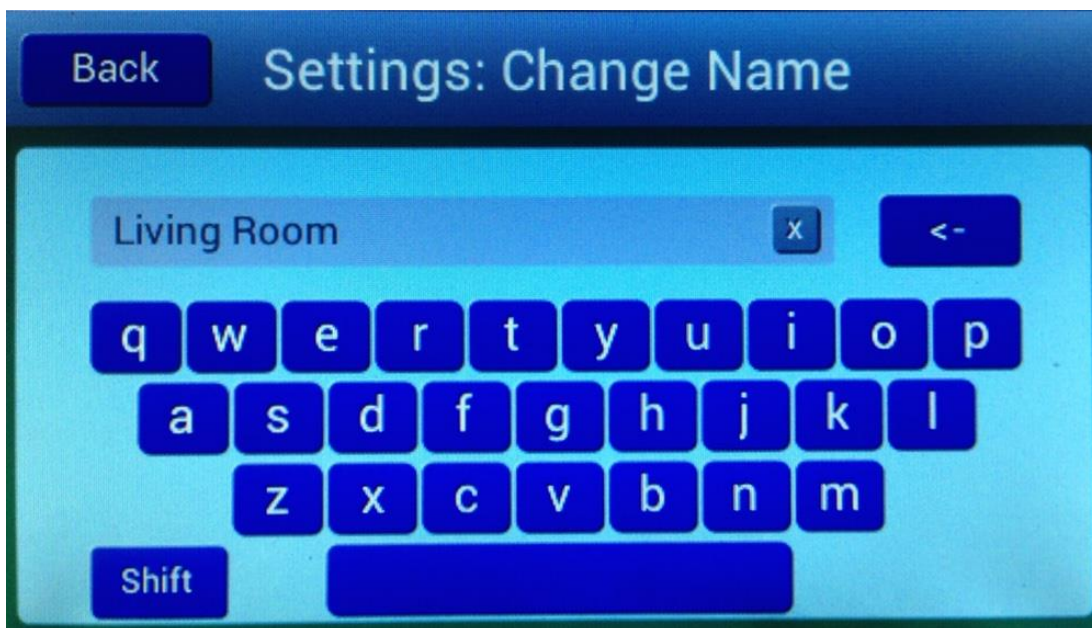 Back Settings: Change Name
Living Room x <-
q w e r t y u i o p
a s d f g h j k l
z x c v b n m
Shift